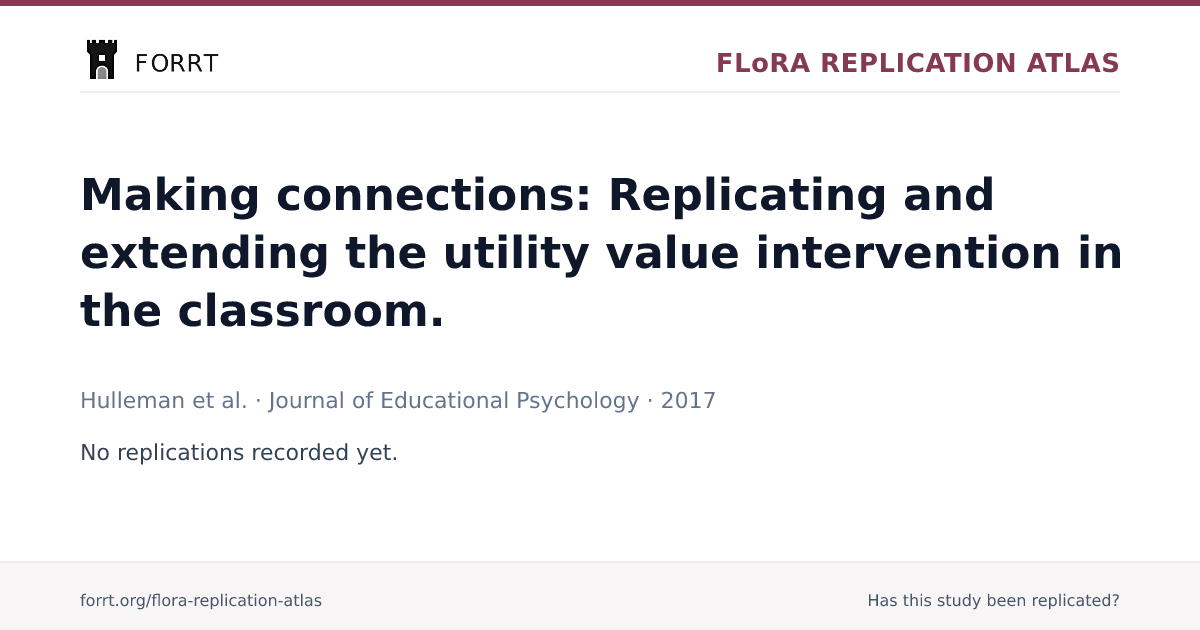 FORRT
FLoRA REPLICATION ATLAS
Making connections: Replicating and
extending the utility value intervention in
the classroom.
Hulleman et al. · Journal of Educational Psychology · 2017
No replications recorded yet.
forrt.org/flora-replication-atlas
Has this study been replicated?